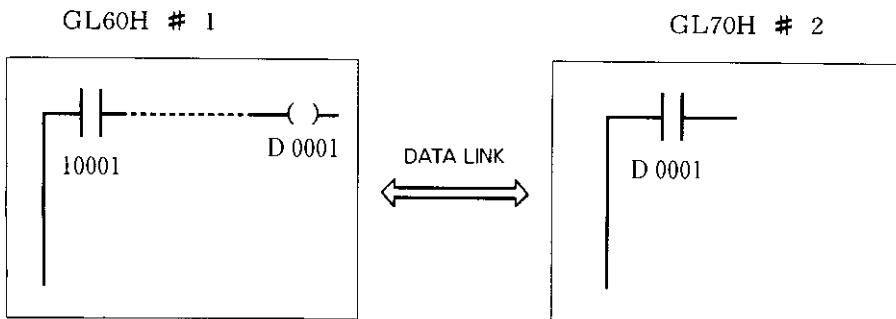 GL60H # 1
GL70H # 2
10001
D 0001
DATA LINK
D 0001